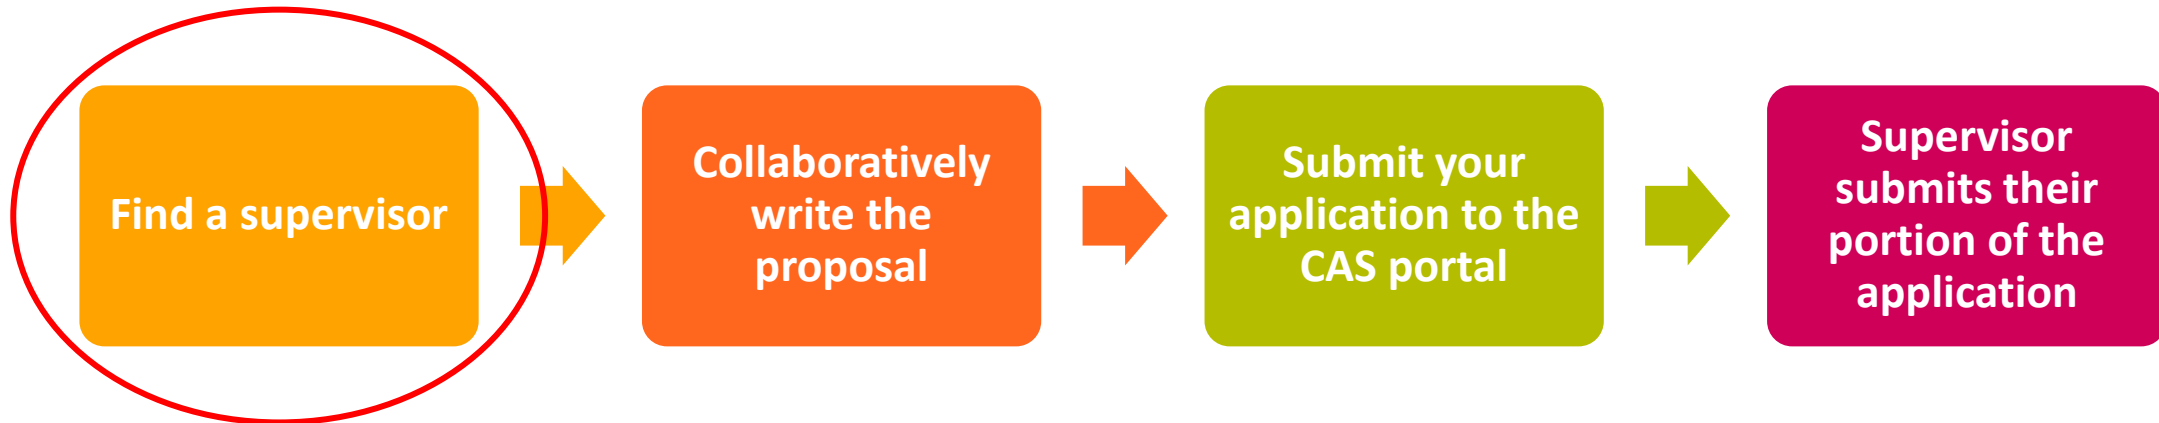 Find a supervisor
Collaboratively
write the
proposal
Submit your
application to the
CAS portal
Supervisor
submits their
portion of the
application